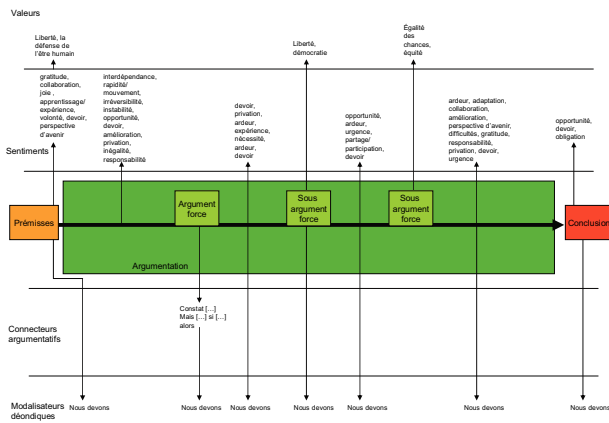 Valeurs
Liberté, la
défense de
l'être humain
Liberté,
démocratie
Égalité
des
chances,
équité
gratitude,
collaboration,
joie ,
apprentissage/
expérience,
volonté, devoir,
perspective
d'avenir
interdépendance,
rapidité/
mouvement,
irréversibilité,
instabilité,
opportunité,
devoir,
amélioration,
privation,
inégalité,
responsabilité
devoir,
privation,
ardeur,
expérience,
nécessité,
ardeur,
devoir
opportunité,
ardeur,
urgence,
partage/
participation,
devoir
ardeur, adaptation,
collaboration,
amélioration,
perspective d'avenir,
difficultés, gratitude,
responsabilité,
privation, devoir,
urgence
opportunité,
devoir,
obligation
Sentiments
Prémisses
Argument
force
Sous
argument
force
Sous
argument
force
Conclusion
Argumentation
Constat [...]
Mais [...] si [...]
alors
Connecteurs
argumentatifs
Modalisateurs
déondiques
Nous devons
Nous devons
Nous devons
Nous devons
Nous devons
Nous devons
Nous devons